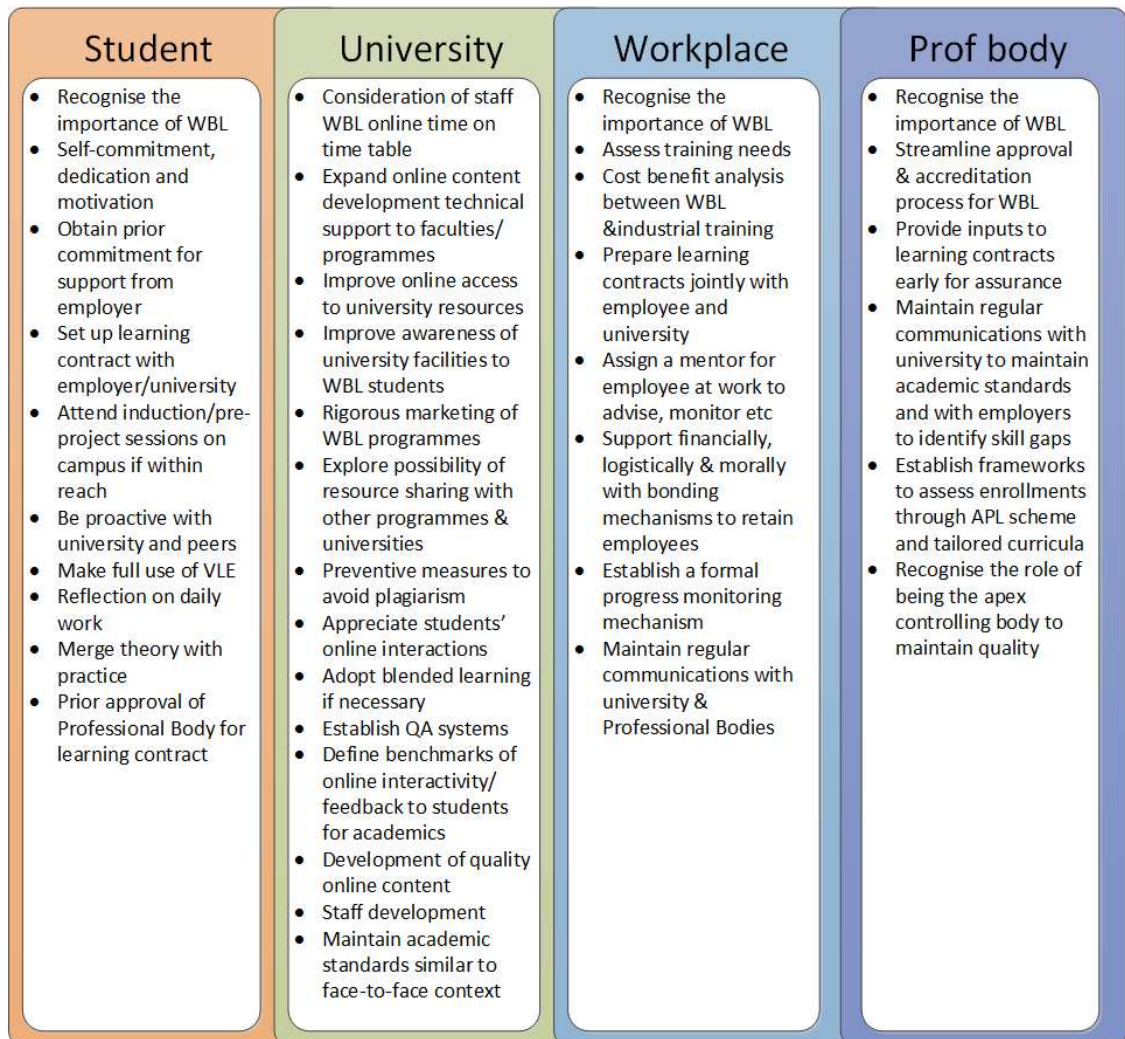 Student
• Recognise the
importance of WBL
• Self-commitment,
dedication and
motivation
• Obtain prior
commitment for
support from
employer
• Set up learning
contract with
employer/university
• Attend induction/pre-
project sessions on
campus if within
reach
• Be proactive with
university and peers
• Make full use of VLE
• Reflection on daily
work
• Merge theory with
practice
• Prior approval of
Professional Body for
learning contract
University
• Consideration of staff
WBL online time on
time table
• Expand online content
development technical
support to faculties/
programmes
• Improve online access
to university resources
• Improve awareness of
university facilities to
WBL students
• Rigorous marketing of
WBL programmes
• Explore possibility of
resource sharing with
other programmes &
universities
• Preventive measures to
avoid plagiarism
• Appreciate students’
online interactions
• Adopt blended learning
if necessary
• Establish QA systems
• Define benchmarks of
online interactivity/
feedback to students
for academics
• Development of quality
online content
• Staff development
• Maintain academic
standards similar to
face-to-face context
Workplace
• Recognise the
importance of WBL
• Assess training needs
• Cost benefit analysis
between WBL
&industrial training
• Prepare learning
contracts jointly with
employee and
university
• Assign a mentor for
employee at work to
advise, monitor etc
• Support financially,
logistically & morally
with bonding
mechanisms to retain
employees
• Establish a formal
progress monitoring
mechanism
• Maintain regular
communications with
university &
Professional Bodies
Prof body
• Recognise the
importance of WBL
• Streamline approval
& accreditation
process for WBL
• Provide inputs to
learning contracts
early for assurance
• Maintain regular
communications with
university to maintain
academic standards
and with employers
to identify skill gaps
• Establish frameworks
to assess enrollments
through APL scheme
and tailored curricula
• Recognise the role of
being the apex
controlling body to
maintain quality